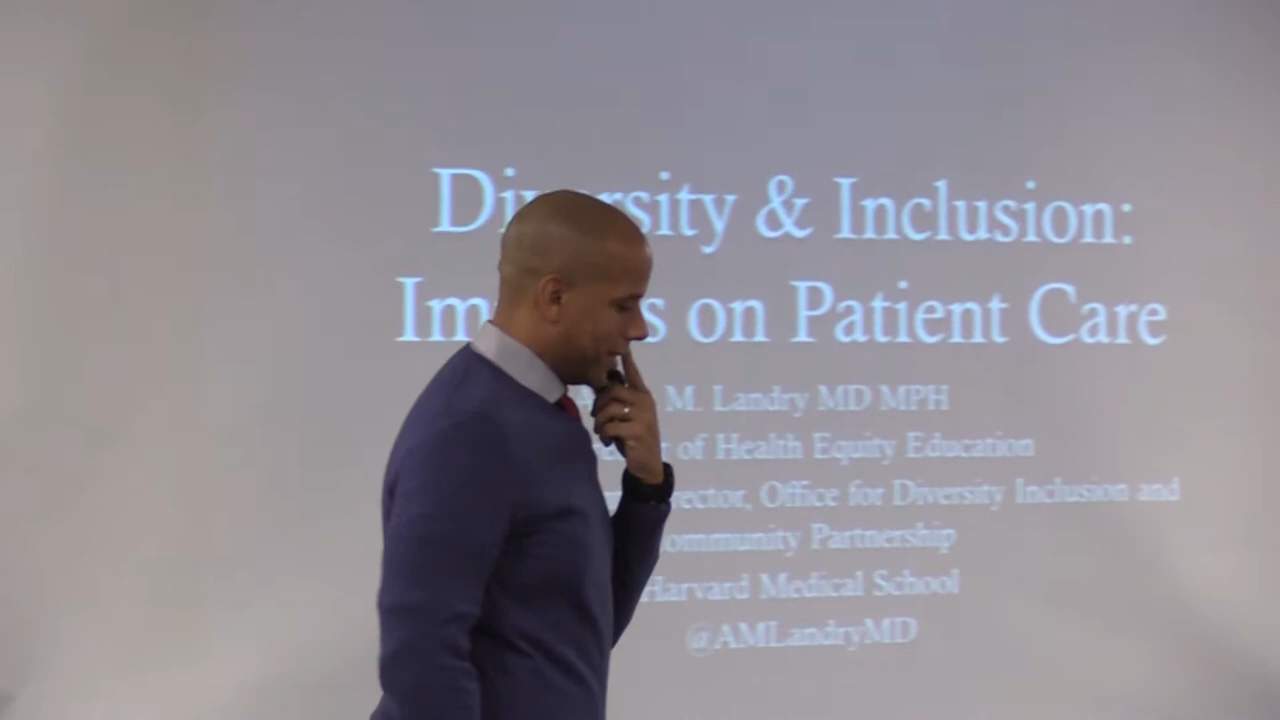 Diversity & Inclusion:
on Patient Care
M. Landry MD MPH
of Health Equity Education
Office for Diversity Inclusion and
Partnership
Harvard Medical School
@AMLandryMD